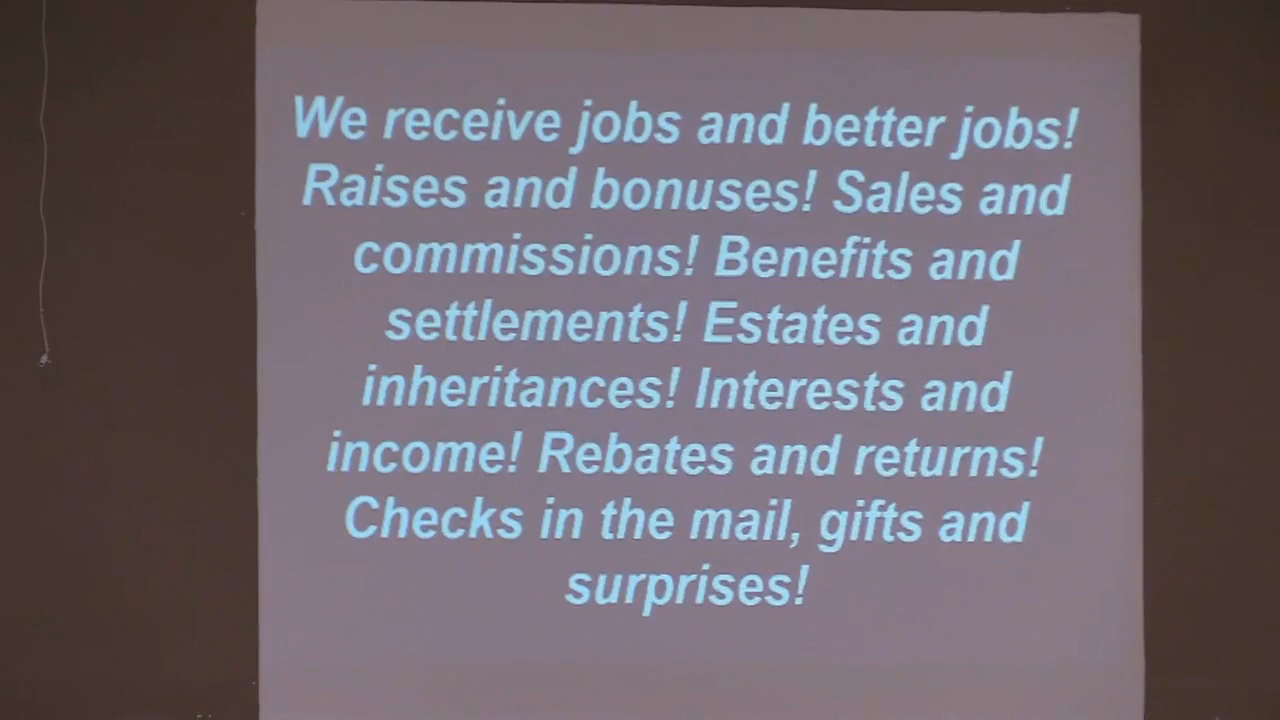 We receive jobs and better jobs!
Raises and bonuses! Sales and
commissions! Benefits and
settlements! Estates and
inheritances! Interests and
income! Rebates and returns!
Checks in the mail, gifts and
surprises!